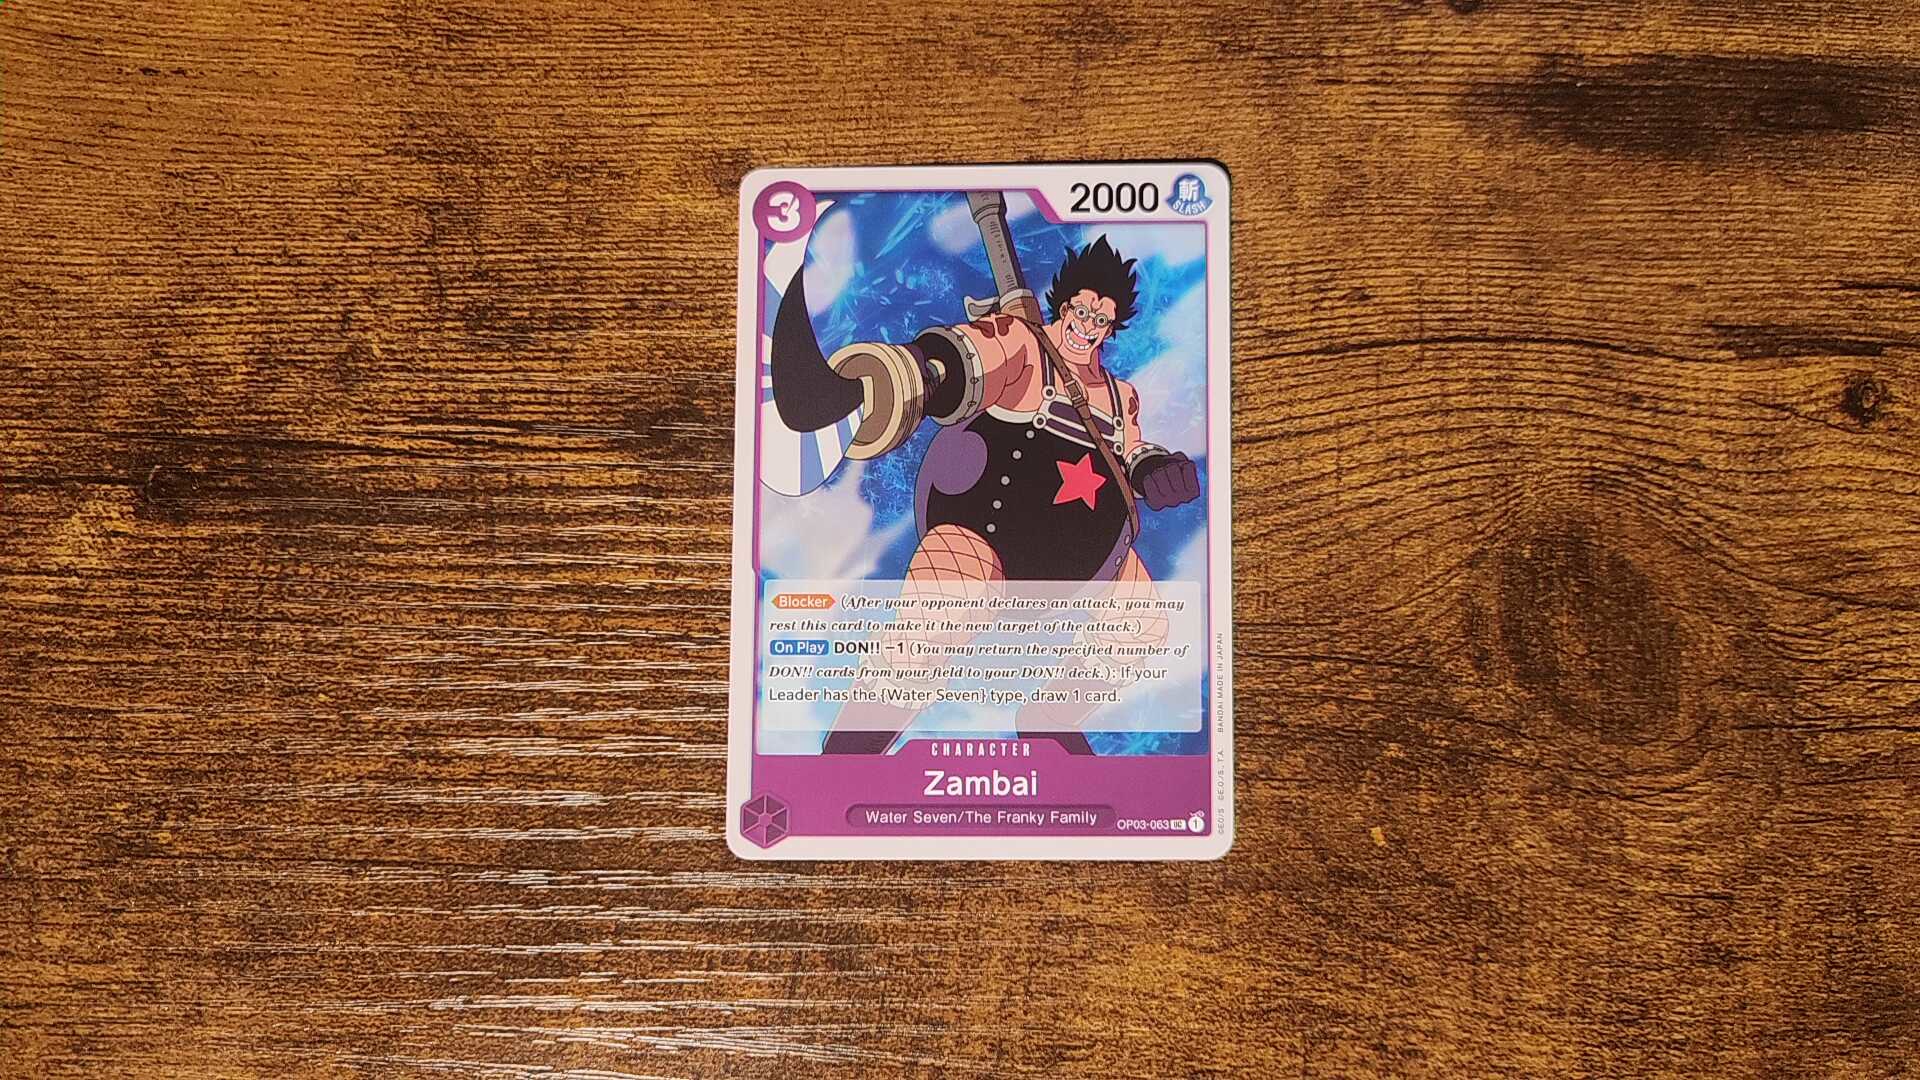 3
2000
斬
SLASH
Blocker (After your opponent declares an attack, you may
rest this card to make it the new target of the attack.)
On Play DON!! −1 (You may return the specified number of
DON!! cards from your field to your DON!! deck.): If your
Leader has the {Water Seven} type, draw 1 card.
CHARACTER
Zambai
Water Seven/The Franky Family
OP03-063 UC 1
©E.O/S ©E.O./S., T.A. BANDAI MADE IN JAPAN